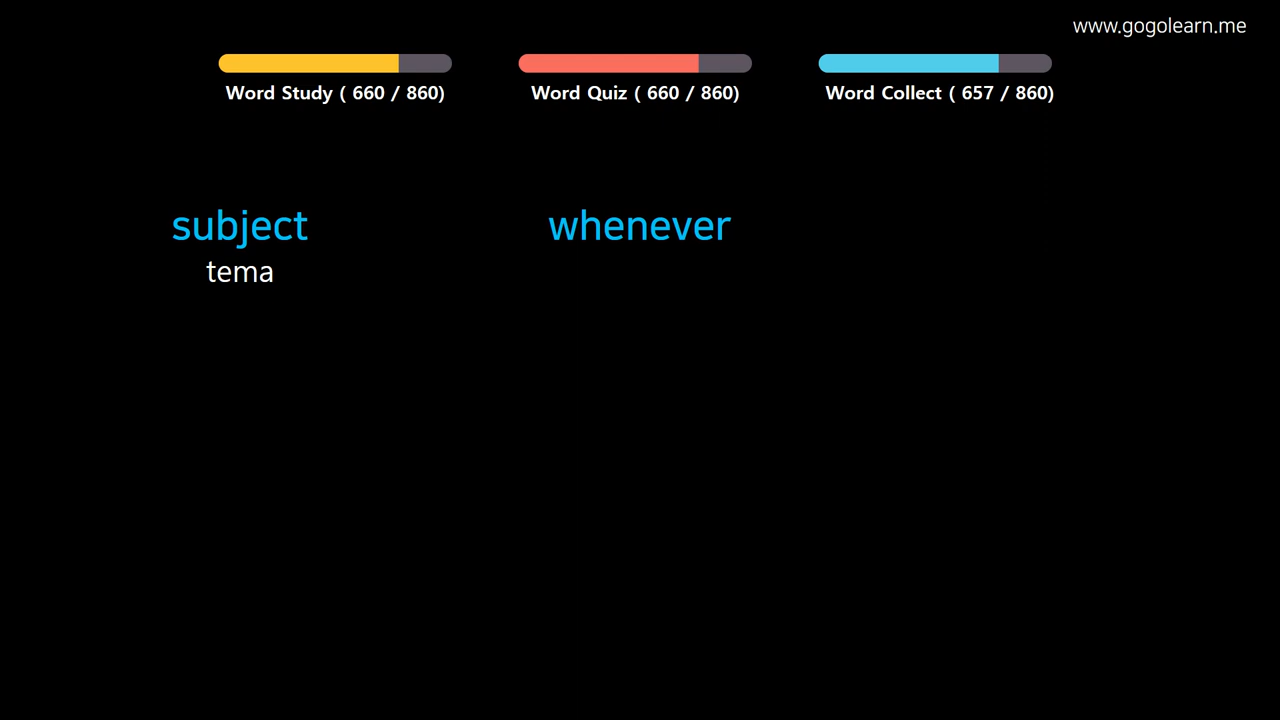 www.gogolearn.me
Word Study ( 660 / 860)
Word Quiz ( 660 / 860)
Word Collect ( 657 / 860)
subject
tema
whenever